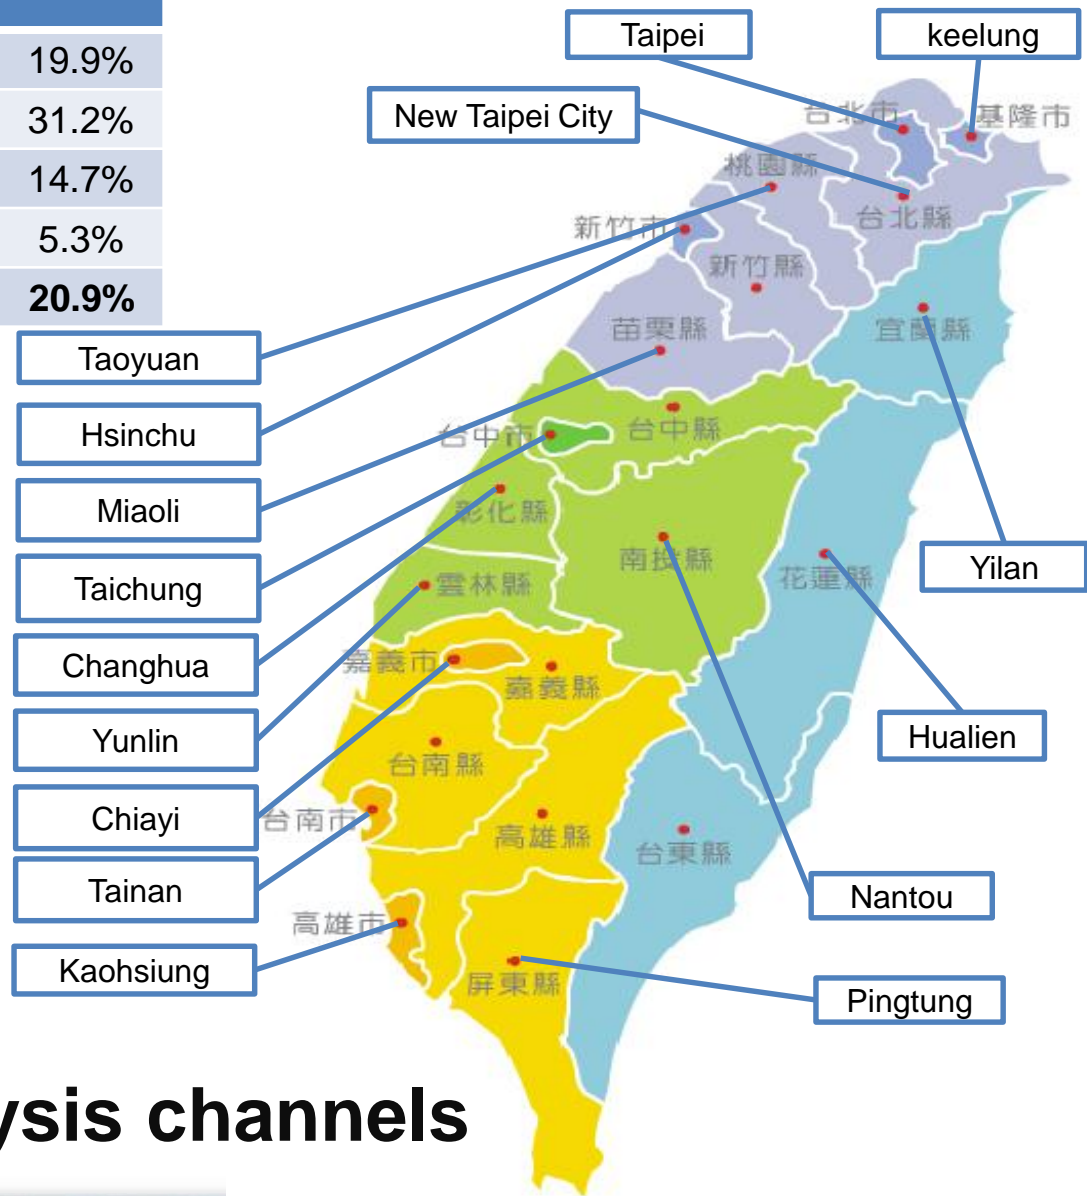 19.9%
31.2%
14.7%
5.3%
20.9%
Taipei
keelung
New Taipei City
台北市
基隆市
桃園縣
台北縣
新竹市
新竹縣
苗栗縣
宜蘭縣
Taoyuan
Hsinchu
台中市
台中縣
Miaoli
彰化縣
南投縣
花蓮縣
Yilan
Taichung
雲林縣
Changhua
嘉義市
嘉義縣
Yunlin
Hualien
台南縣
Chiayi
台南市
高雄縣
台東縣
Tainan
Nantou
高雄市
Kaohsiung
屏東縣
Pingtung
ysis channels